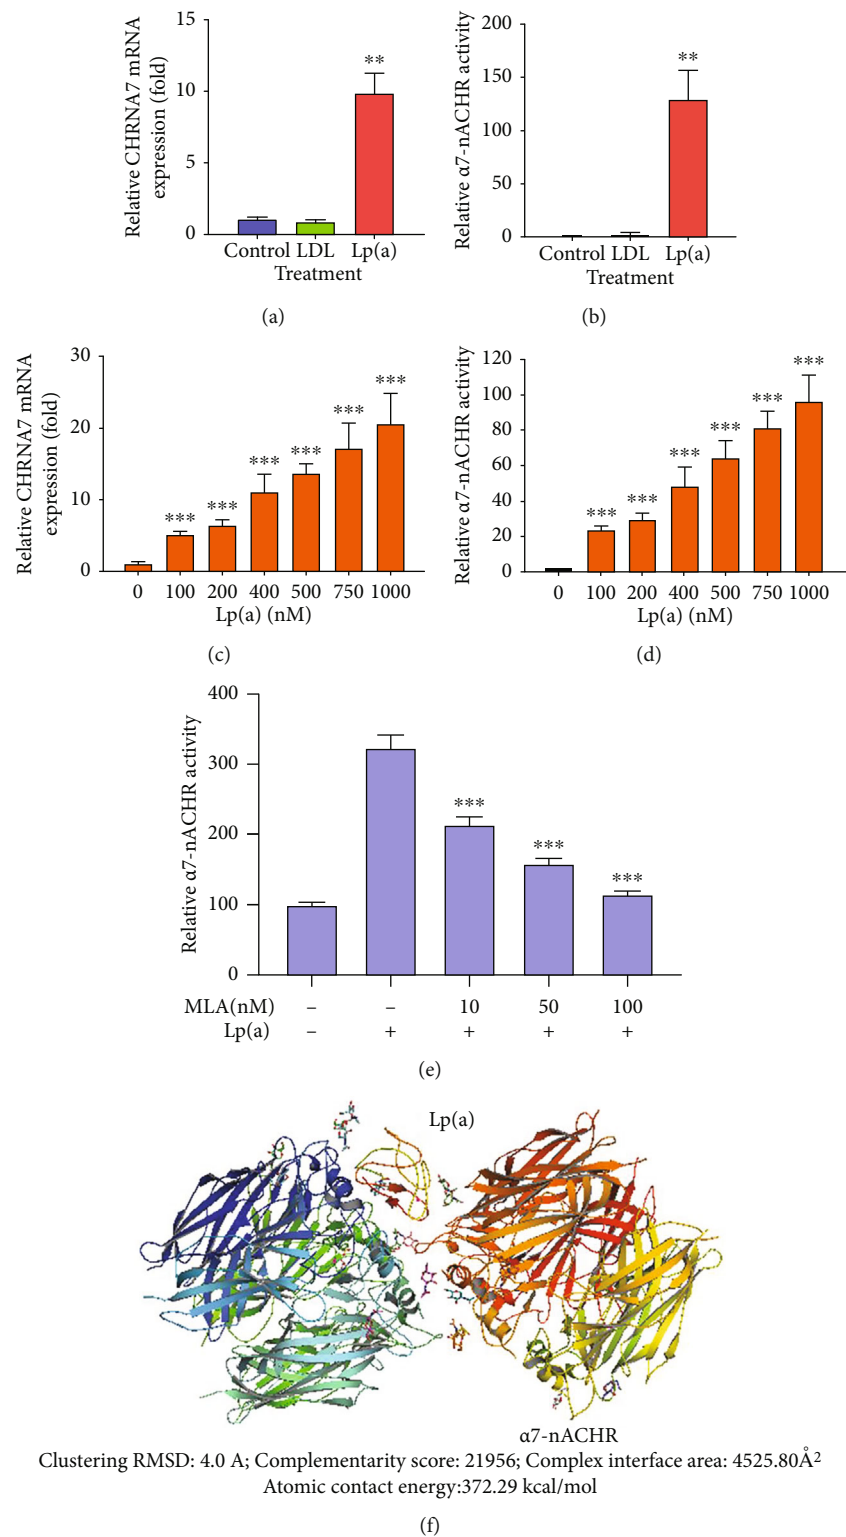 Relative CHRNA7 mRNA
expression (fold)
15
10
5
0
**
Control LDL Lp(a)
Treatment
(a)
Relative α7-nACHR activity
200
150
100
50
0
**
Control LDL Lp(a)
Treatment
(b)
Relative CHRNA7 mRNA
expression (fold)
30
20
10
0
*** *** *** *** *** ***
0 100 200 400 500 750 1000
Lp(a) (nM)
(c)
Relative α7-nACHR activity
120
100
80
60
40
20
0
*** *** *** *** *** ***
0 100 200 400 500 750 1000
Lp(a) (nM)
(d)
Relative α7-nACHR activity
400
300
200
100
0
*** *** ***
MLA(nM) – – 10 50 100
Lp(a) – + + + +
(e)
Lp(a)
α7-nACHR
Clustering RMSD: 4.0 A; Complementarity score: 21956; Complex interface area: 4525.80Å²
Atomic contact energy:372.29 kcal/mol
(f)